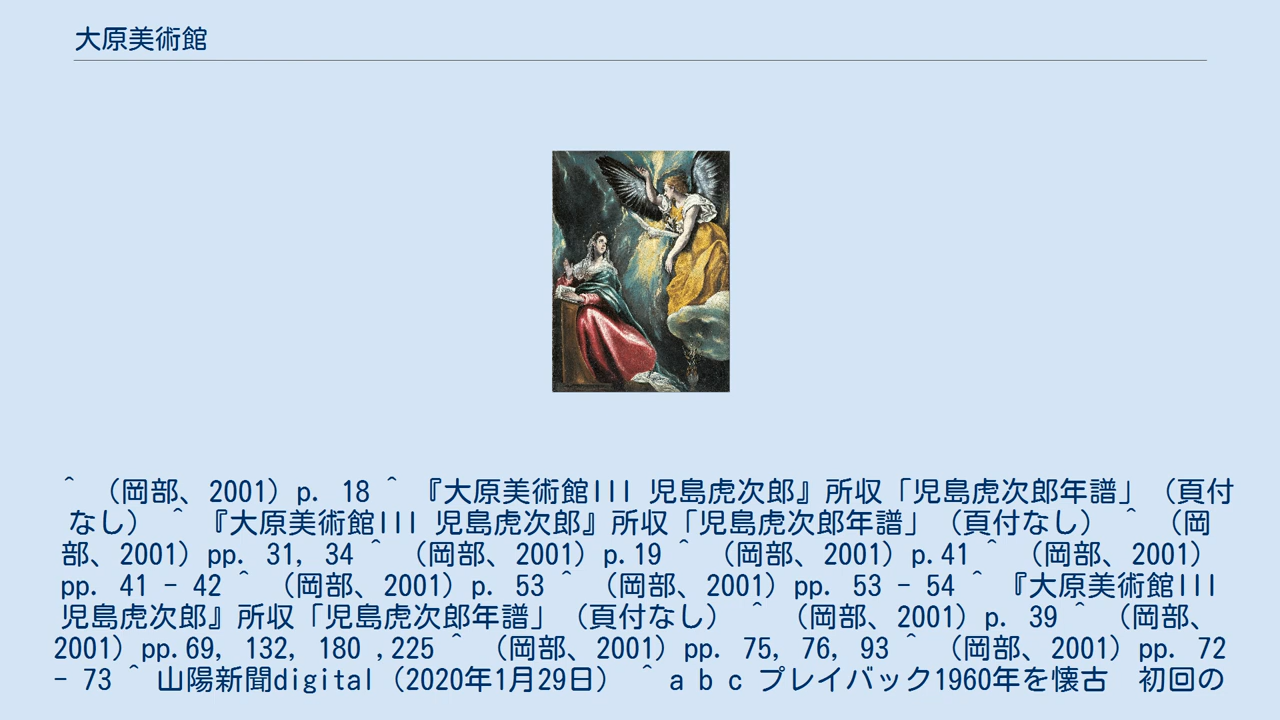 大原美術館
^ （岡部、2001）p. 18 ^ 『大原美術館III 児島虎次郎』所収「児島虎次郎年譜」（頁付
なし） ^ 『大原美術館III 児島虎次郎』所収「児島虎次郎年譜」（頁付なし） ^ （岡
部、2001）pp. 31, 34 ^ （岡部、2001）p.19 ^ （岡部、2001）p.41 ^ （岡部、2001）
pp. 41 - 42 ^ （岡部、2001）p. 53 ^ （岡部、2001）pp. 53 - 54 ^ 『大原美術館III
児島虎次郎』所収「児島虎次郎年譜」（頁付なし） ^ （岡部、2001）p. 39 ^ （岡部、
2001）pp.69, 132, 180 ,225 ^ （岡部、2001）pp. 75, 76, 93 ^ （岡部、2001）pp. 72
- 73 ^ 山陽新聞digital（2020年1月29日） ^ a b c プレイバック1960年を懐古　初回の